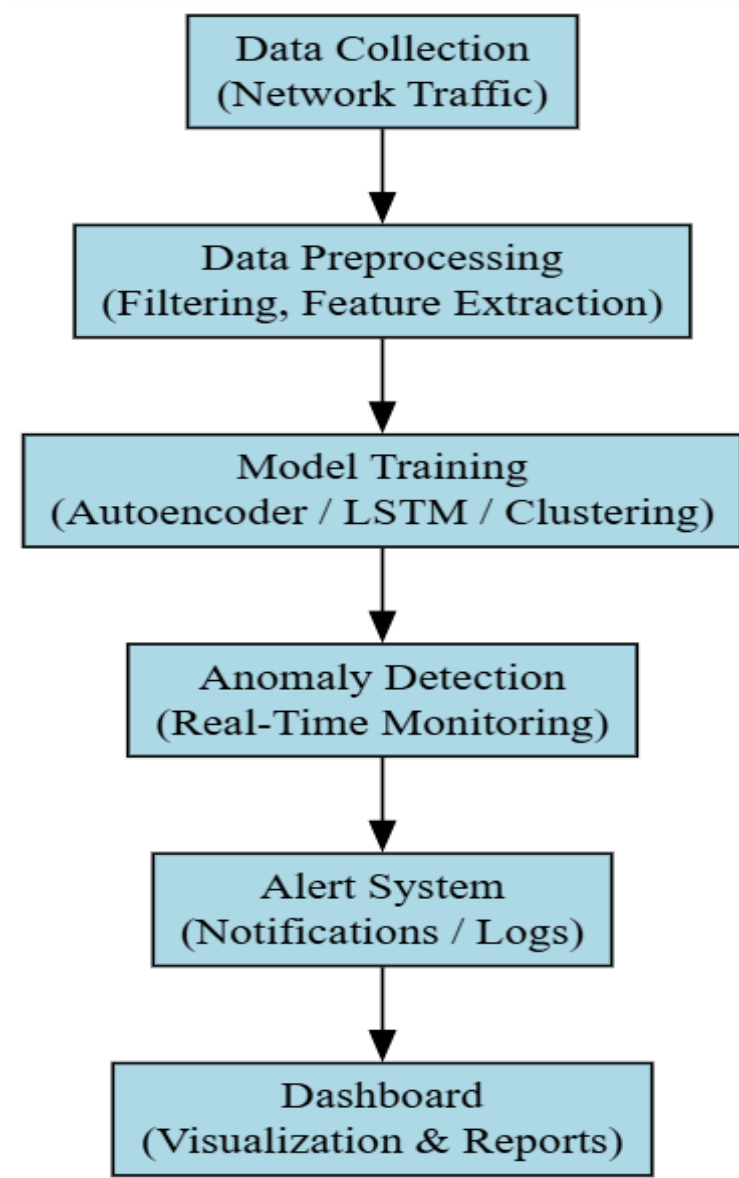 Data Collection
(Network Traffic)
Data Preprocessing
(Filtering, Feature Extraction)
Model Training
(Autoencoder / LSTM / Clustering)
Anomaly Detection
(Real-Time Monitoring)
Alert System
(Notifications / Logs)
Dashboard
(Visualization & Reports)